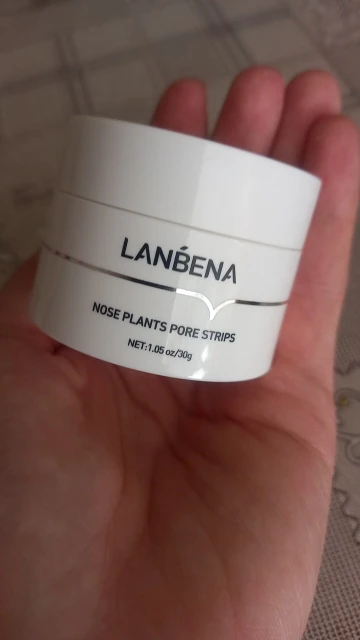 LANBENA
NOSE PLANTS PORE STRIPS
NET:1.05 oz/30g